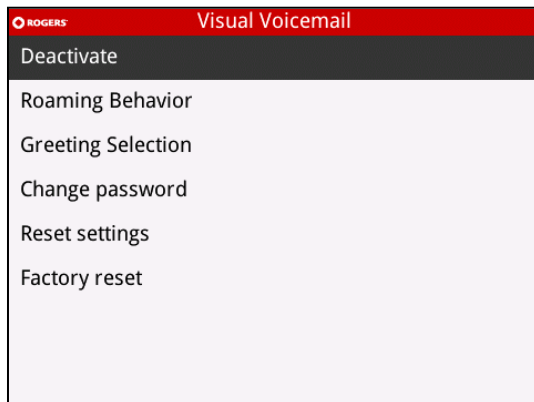 ROGERS Visual Voicemail
Deactivate
Roaming Behavior
Greeting Selection
Change password
Reset settings
Factory reset